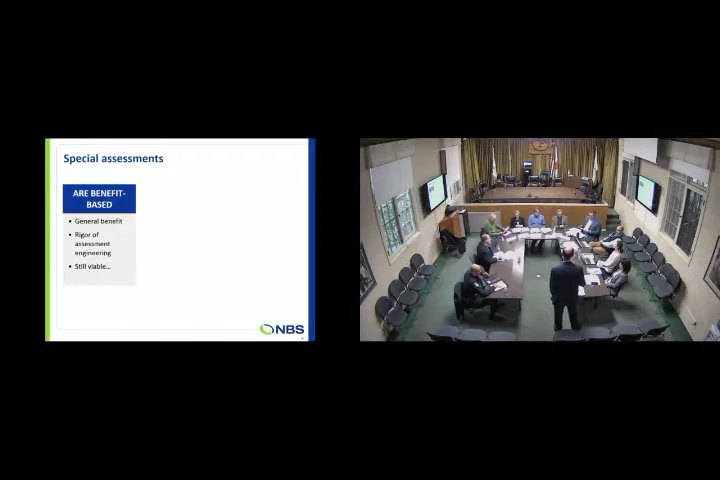 Special assessments
ARE BENEFIT-
BASED
• General benefit
• Rigor of
assessment
engineering
• Still viable...
NBS